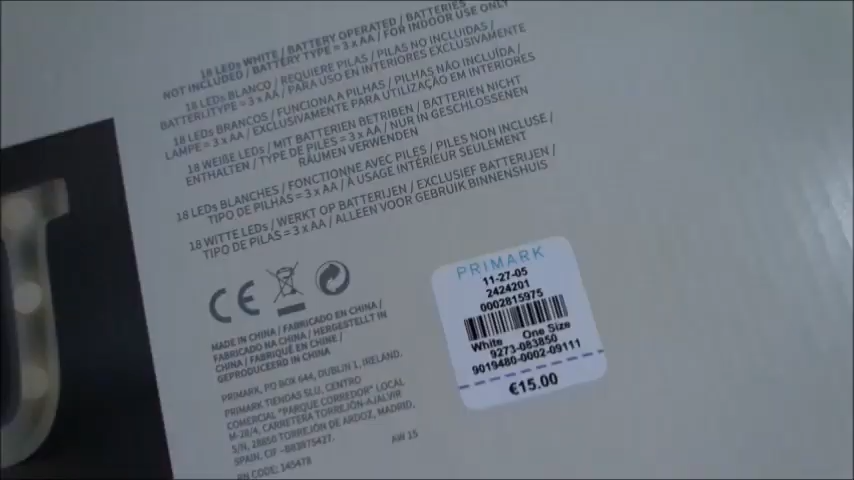 18 LEDs WHITE / BATTERY OPERATED / BATTERIES
NOT INCLUDED / BATTERY TYPE = 3 x AA / FOR INDOOR USE ONLY
18 LEDs BLANCO / REQUIERE PILAS / PILAS NO INCLUIDAS /
BATTERIJTYPE = 3 x AA / PARA USO EN INTERIORES EXCLUSIVAMENTE
18 LEDs BRANCOS / FUNCIONA A PILHAS / PILHAS NÃO INCLUÍDA /
LAMPE = 3 x AA / EXCLUSIVAMENTE PARA UTILIZAÇÃO EM INTERIORES
18 WEIßE LEDs / MIT BATTERIEN BETRIBEN / BATTERIEN NICHT
ENTHALTEN / TYPE DE PILES = 3 x AA / NUR IN GESCHLOSSENEN
RÄUMEN VERWENDEN
18 LEDs BLANCHES / FONCTIONNE AVEC PILES / PILES NON INCLUSE /
TIPO DE PILHAS = 3 x AA / À USAGE INTÉRIEUR SEULEMENT
18 WITTE LEDs / WERKT OP BATTERIJEN / EXCLUSIEF BATTERIJEN /
TIPO DE PILAS = 3 x AA / ALLEEN VOOR GEBRUIK BINNENSHUIS
CE
MADE IN CHINA / FABRICADO EN CHINA /
FABRICADO NA CHINA / HERGESTELLT IN
CHINA / FABRIQUÉ EN CHINE /
GEPRODUCEERD IN CHINA
PRIMARK, PO BOX 644, DUBLIN 1, IRELAND.
PRIMARK TIENDAS SLU, CENTRO
COMERCIAL "PARQUE CORREDOR" LOCAL
M-28/4, CARRETERA TORREJÓN-AJALVIR
S/N, 28850 TORREJÓN DE ARDOZ, MADRID,
SPAIN. CIF -B83875427.
AW 15
RN CODE: 145478
PRIMARK
11-27-05
2424201
0002815975
White One Size
9273-083850
9019480-0002-09111
€15.00